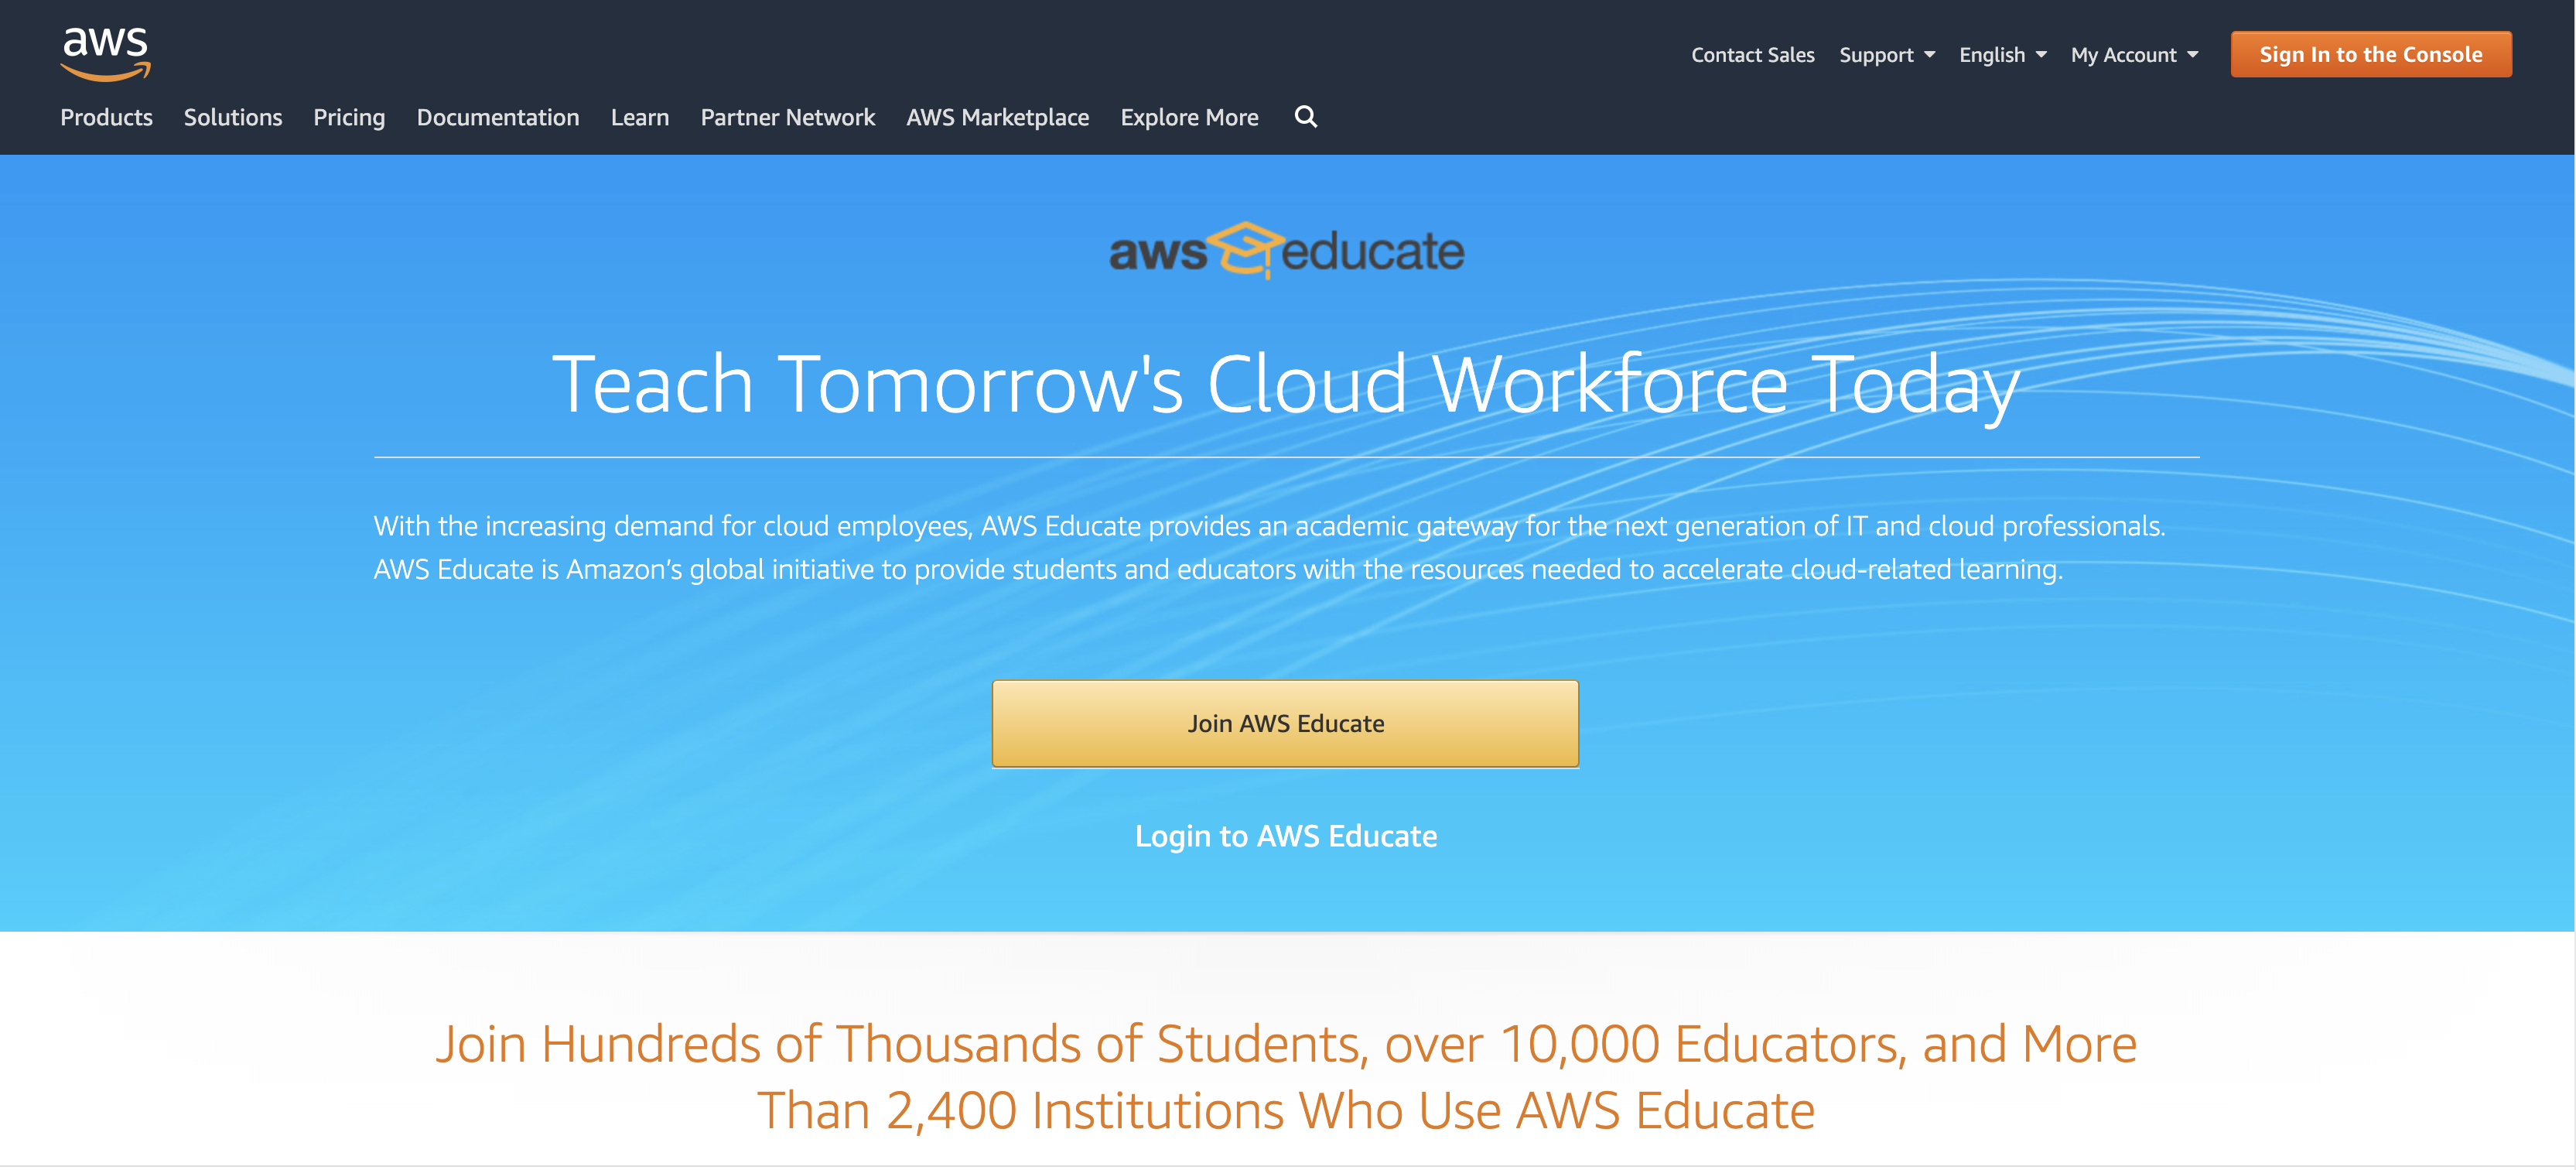 aws
Contact Sales Support English My Account Sign In to the Console
Products Solutions Pricing Documentation Learn Partner Network AWS Marketplace Explore More
aws educate
Teach Tomorrow's Cloud Workforce Today
With the increasing demand for cloud employees, AWS Educate provides an academic gateway for the next generation of IT and cloud professionals.
AWS Educate is Amazon’s global initiative to provide students and educators with the resources needed to accelerate cloud-related learning.
Join AWS Educate
Login to AWS Educate
Join Hundreds of Thousands of Students, over 10,000 Educators, and More
Than 2,400 Institutions Who Use AWS Educate